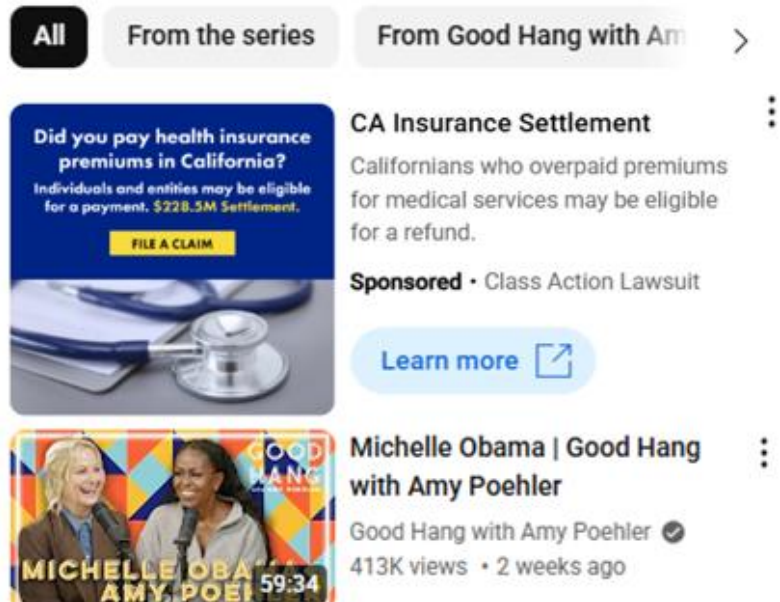 All
From the series
From Good Hang with Am
Did you pay health insurance
premiums in California?
Individuals and entities may be eligible
for a payment. $228.5M Settlement.
FILE A CLAIM
CA Insurance Settlement
Californians who overpaid premiums
for medical services may be eligible
for a refund.
Sponsored • Class Action Lawsuit
Learn more
GOOD
HANG
MICHELLE OBA
AMY POEHLER
59:34
Michelle Obama | Good Hang
with Amy Poehler
Good Hang with Amy Poehler
413K views • 2 weeks ago